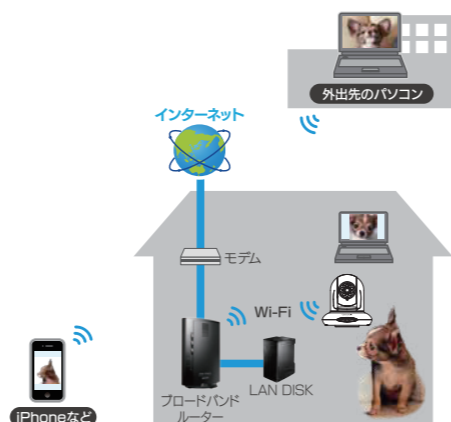 外出先のパソコン
インターネット
モデム
Wi-Fi
LAN DISK
ブロードバンド
ルーター
iPhoneなど